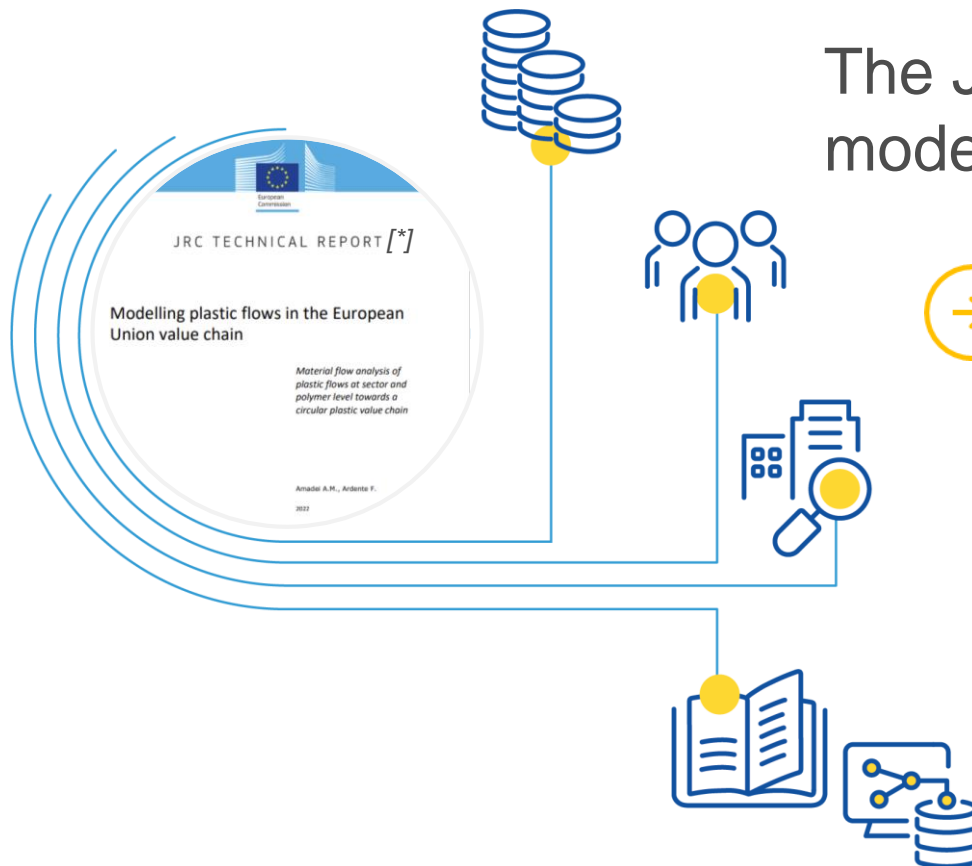 The J
mode
European
Commission
JRC TECHNICAL REPORT [*]
Modelling plastic flows in the European
Union value chain
Material flow analysis of
plastic flows at sector and
polymer level towards a
circular plastic value chain
Amadei A.M., Ardente F.
2022